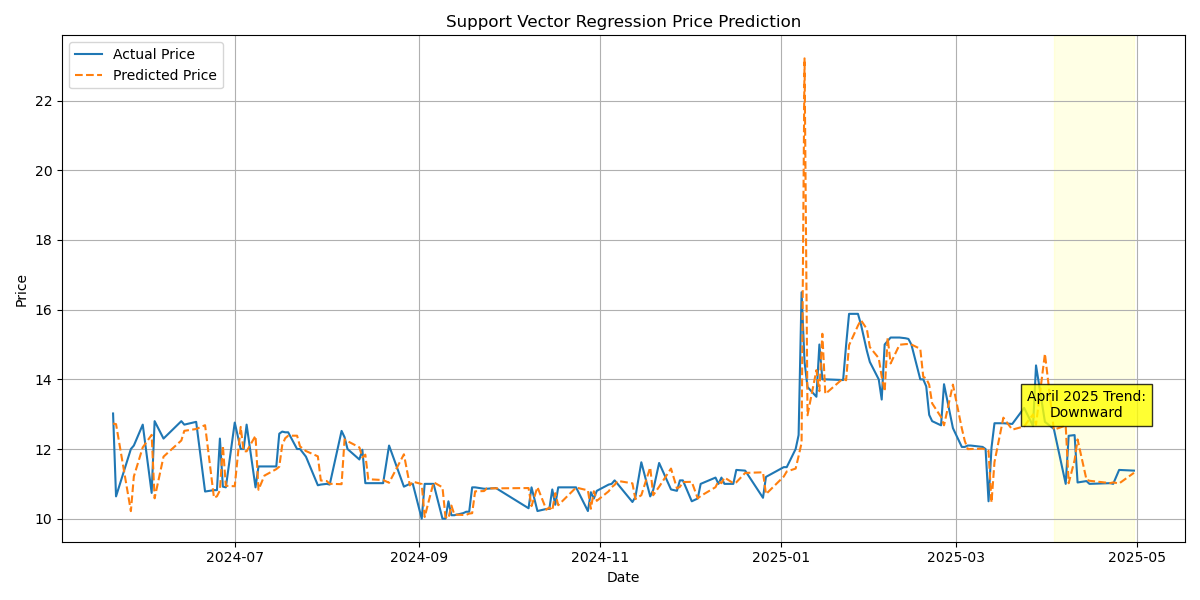 Support Vector Regression Price Prediction
Actual Price
Predicted Price
Price
22
20
18
16
14
12
10
April 2025 Trend:
Downward
2024-07
2024-09
2024-11
2025-01
2025-03
2025-05
Date